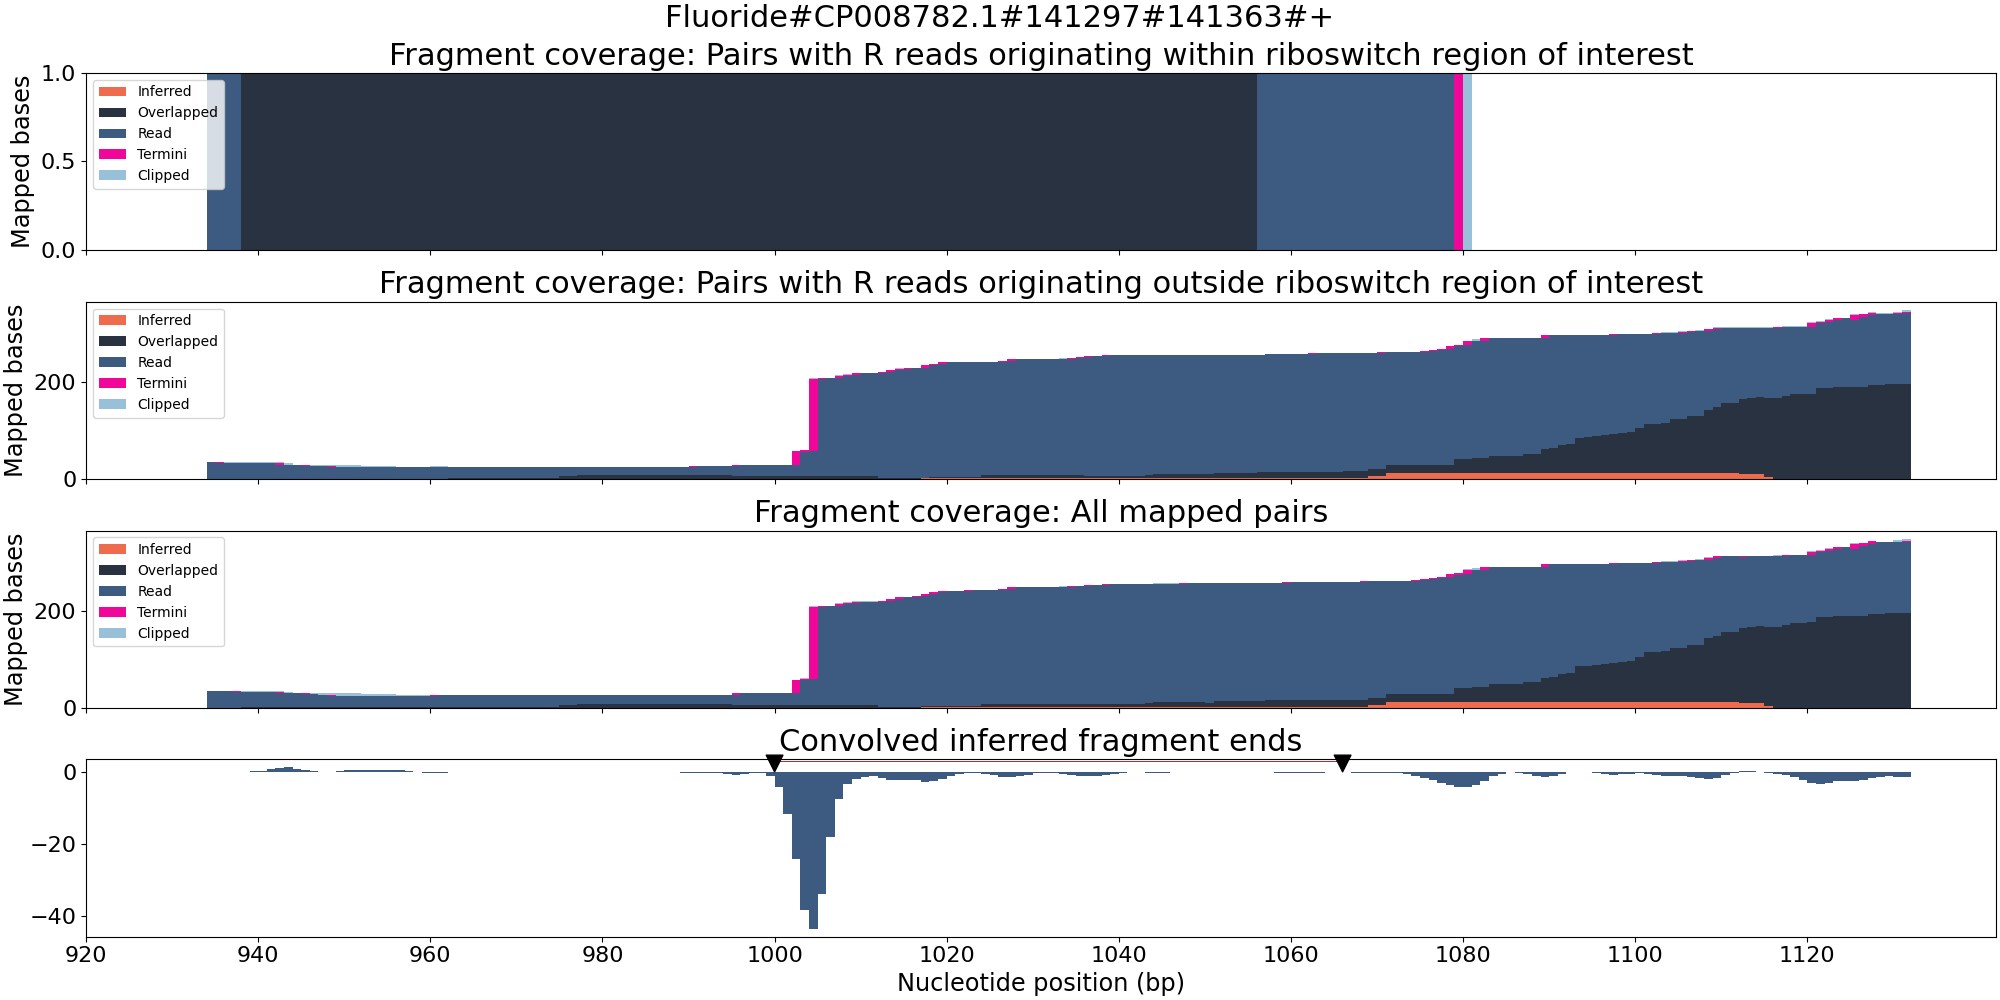 Fluoride#CP008782.1#141297#141363#+
Fragment coverage: Pairs with R reads originating within riboswitch region of interest
Mapped bases
1.0
0.5
0.0
Inferred
Overlapped
Read
Termini
Clipped
Fragment coverage: Pairs with R reads originating outside riboswitch region of interest
Mapped bases
200
0
Inferred
Overlapped
Read
Termini
Clipped
Fragment coverage: All mapped pairs
Mapped bases
200
0
Inferred
Overlapped
Read
Termini
Clipped
Convolved inferred fragment ends
0
−20
−40
920 940 960 980 1000 1020 1040 1060 1080 1100 1120
Nucleotide position (bp)